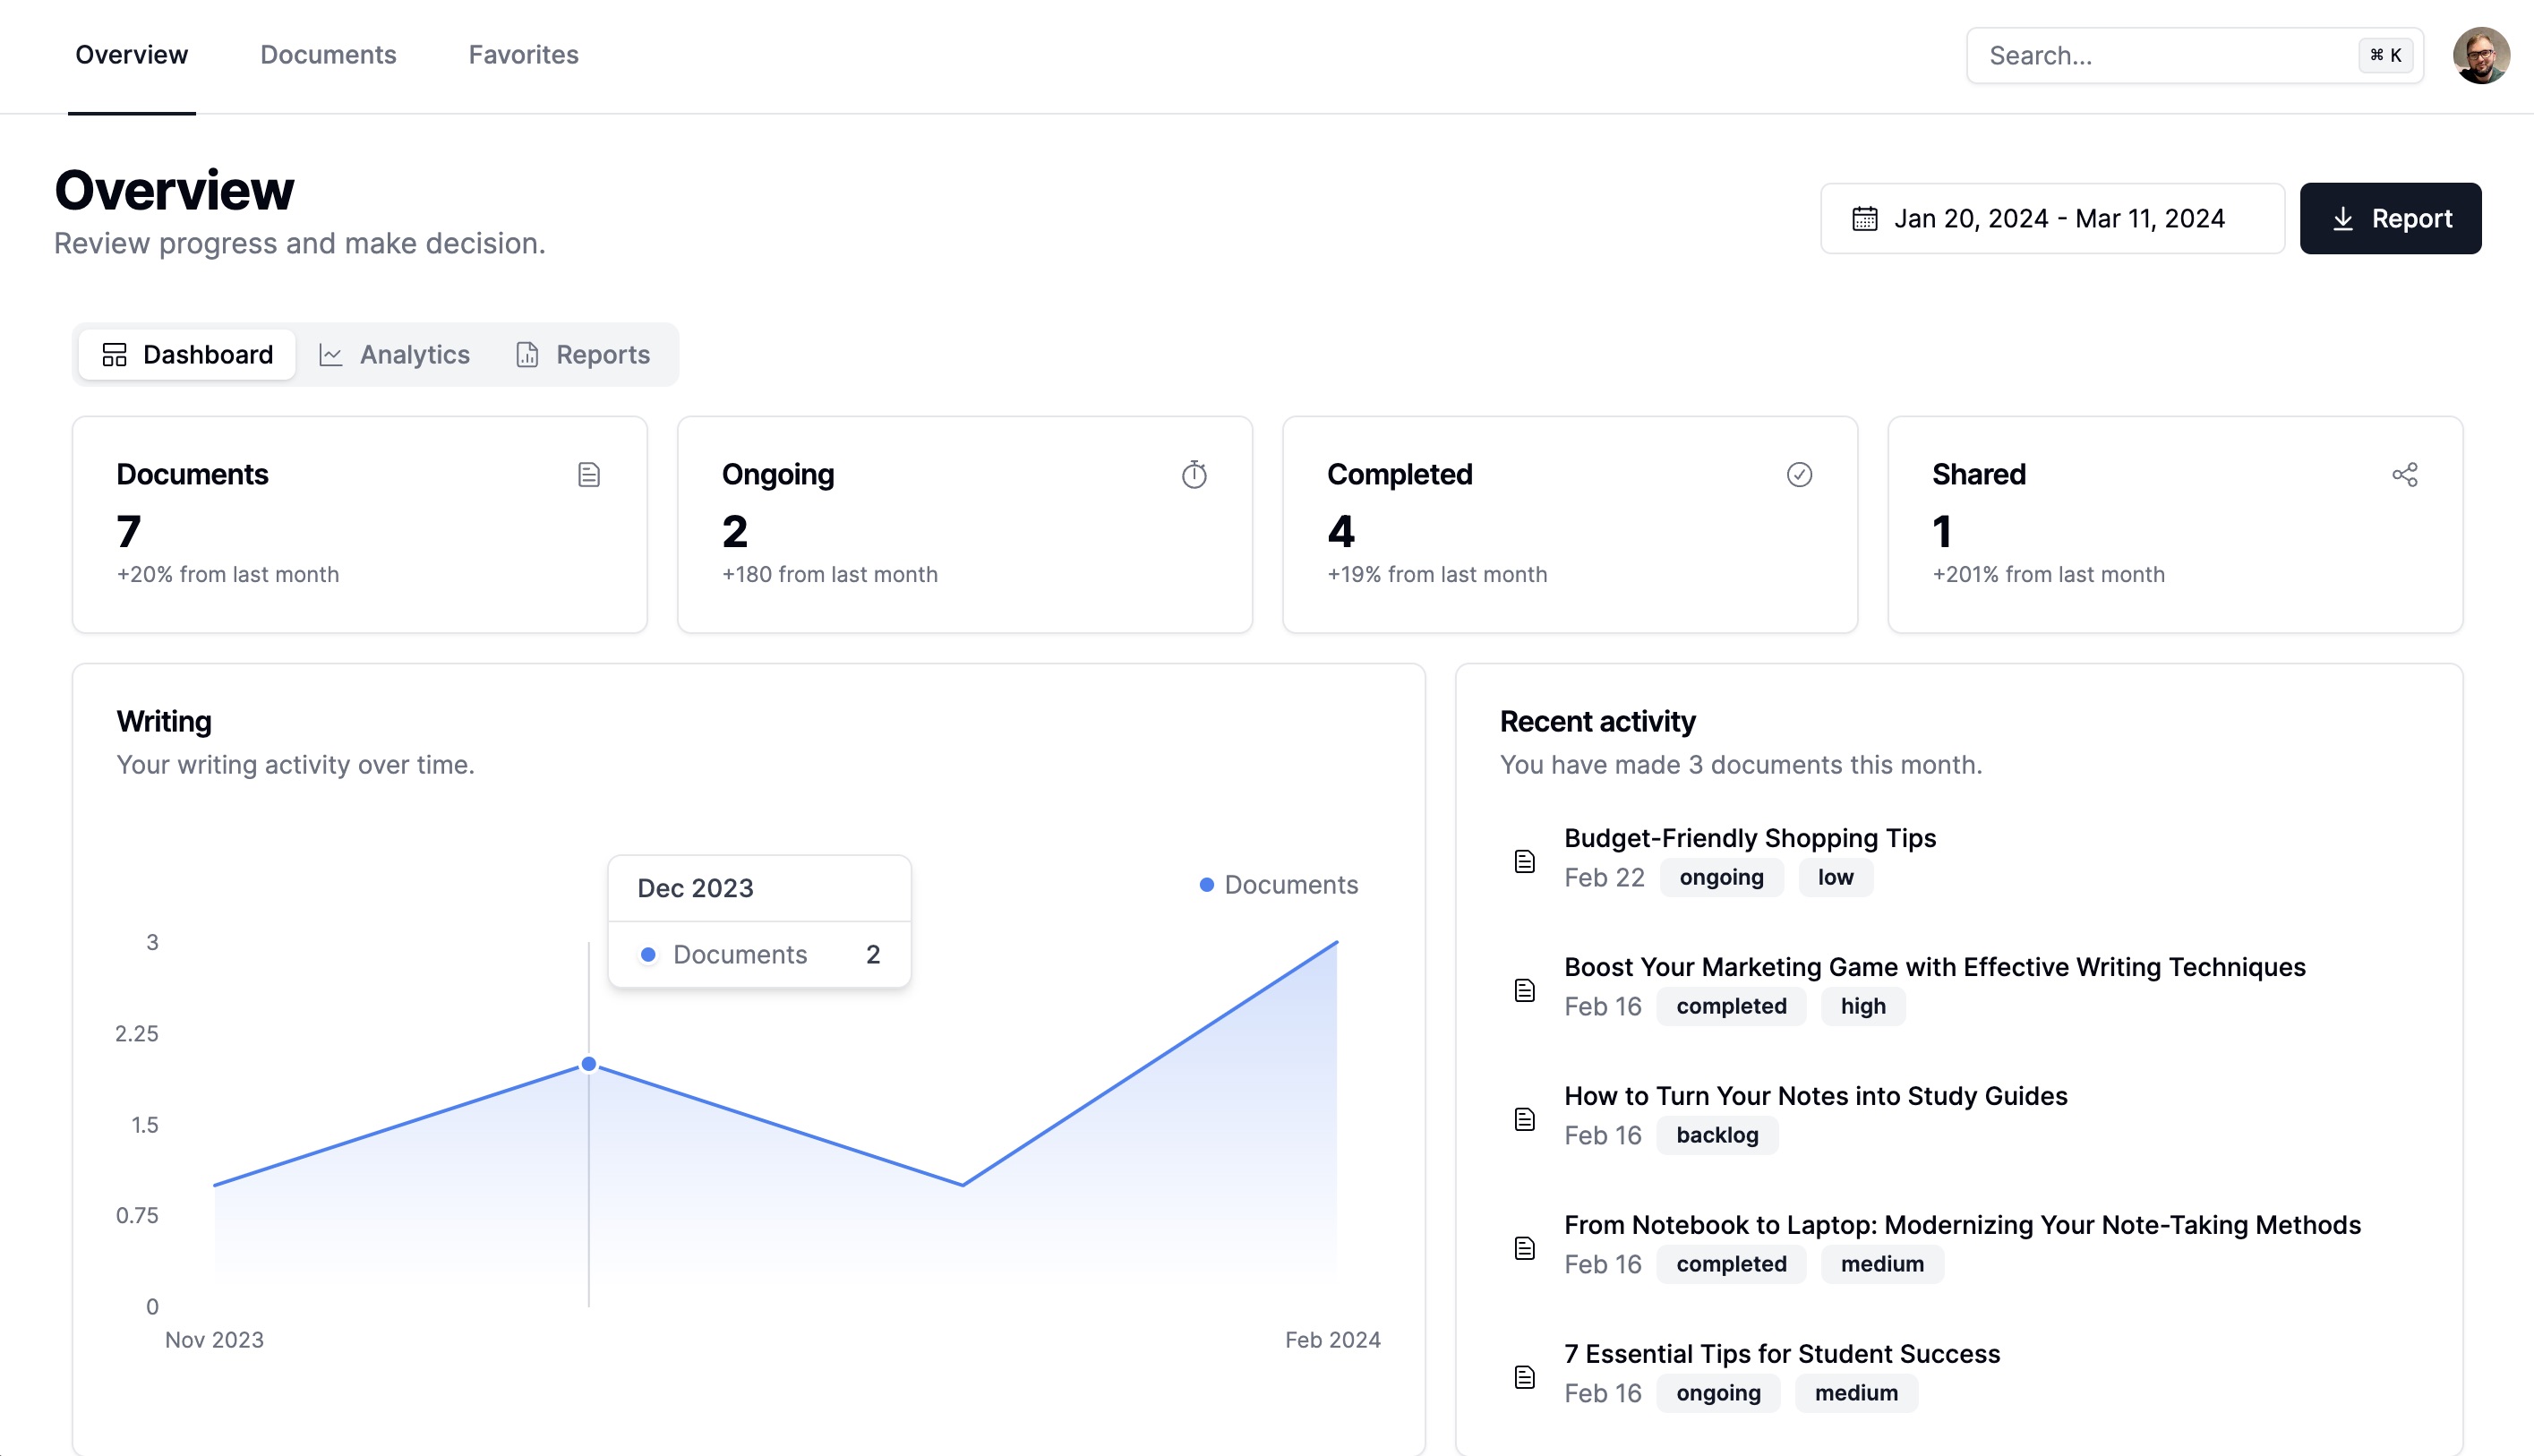 Overview Documents Favorites Search... ⌘ K
Overview
Review progress and make decision.
Jan 20, 2024 - Mar 11, 2024 Report
Dashboard Analytics Reports
Documents
7
+20% from last month
Ongoing
2
+180 from last month
Completed
4
+19% from last month
Shared
1
+201% from last month
Writing
Your writing activity over time.
Dec 2023
Documents 2
Documents
3
2.25
1.5
0.75
0
Nov 2023 Feb 2024
Recent activity
You have made 3 documents this month.
Budget-Friendly Shopping Tips
Feb 22 ongoing low
Boost Your Marketing Game with Effective Writing Techniques
Feb 16 completed high
How to Turn Your Notes into Study Guides
Feb 16 backlog
From Notebook to Laptop: Modernizing Your Note-Taking Methods
Feb 16 completed medium
7 Essential Tips for Student Success
Feb 16 ongoing medium